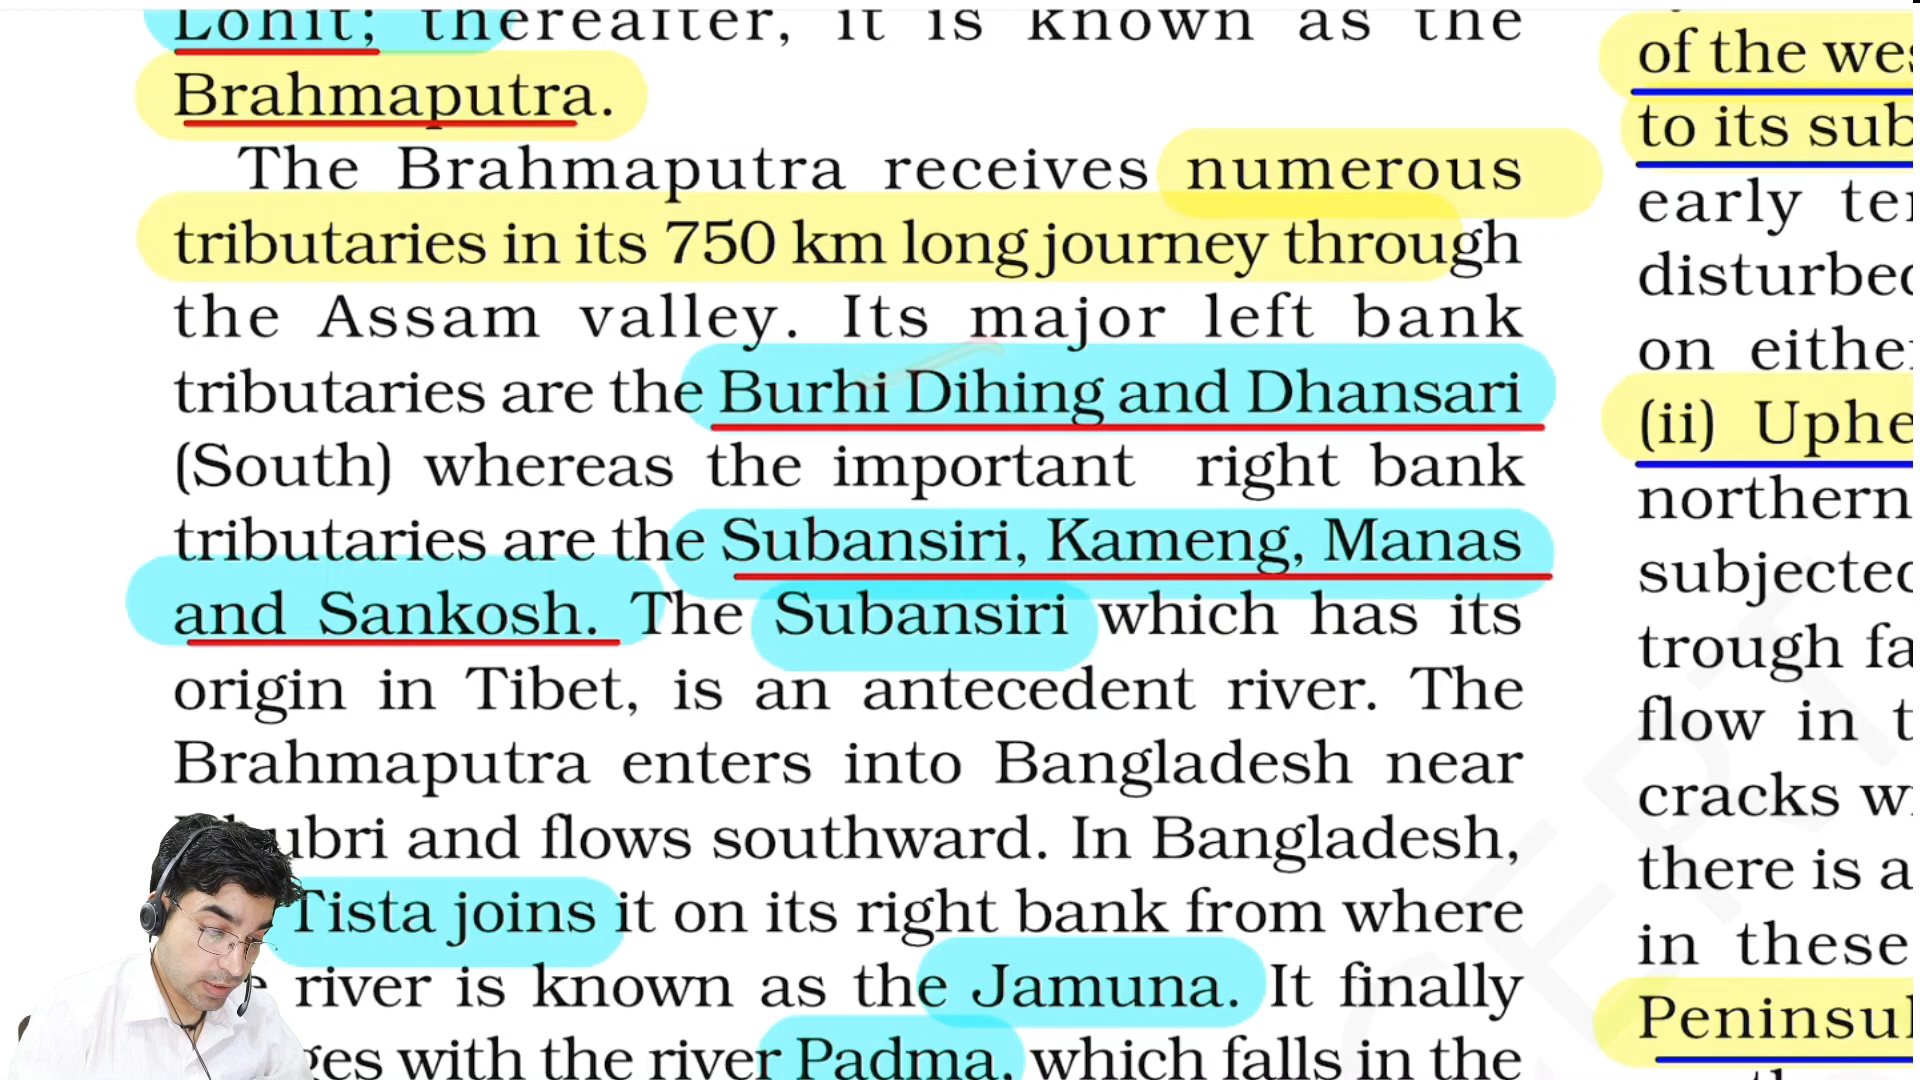 Lohit; thereafter, it is known as the
Brahmaputra.
The Brahmaputra receives numerous
tributaries in its 750 km long journey through
the Assam valley. Its major left bank
tributaries are the Burhi Dihing and Dhansari
(South) whereas the important right bank
tributaries are the Subansiri, Kameng, Manas
and Sankosh. The Subansiri which has its
origin in Tibet, is an antecedent river. The
Brahmaputra enters into Bangladesh near
ubri and flows southward. In Bangladesh,
Tista joins it on its right bank from where
river is known as the Jamuna. It finally
ges with the river Padma, which falls in the
of the wes
to its sub
early ter
disturbed
on either
(ii) Uphe
northern
subjected
trough fa
flow in t
cracks w
there is a
in these
Peninsul